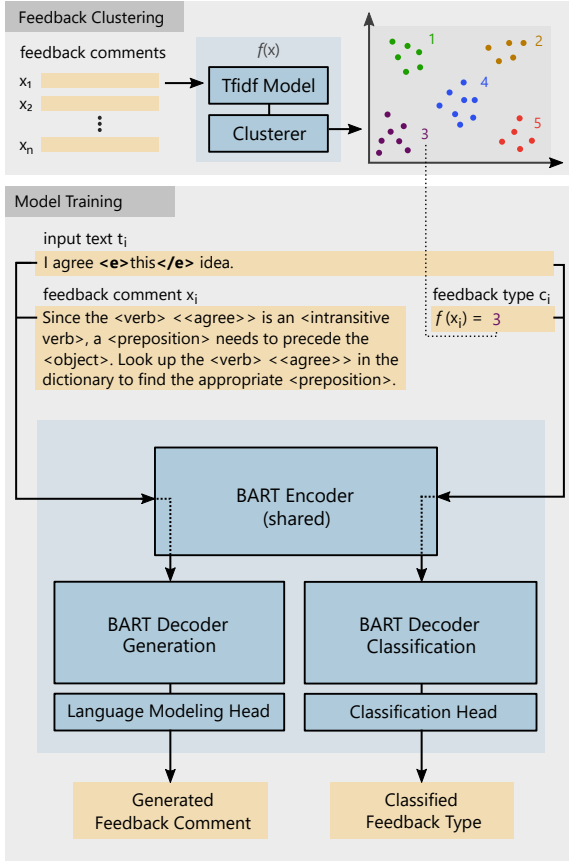 Feedback Clustering
feedback comments
x1
x2
xn
f(x)
Tfidf Model
Clusterer
1
2
4
3
5
Model Training
input text ti
I agree <e>this</e> idea.
feedback comment xi
Since the <verb> <<agree>> is an <intransitive
verb>, a <preposition> needs to precede the
<object>. Look up the <verb> <<agree>> in the
dictionary to find the appropriate <preposition>.
feedback type ci
f(xi) = 3
BART Encoder
(shared)
BART Decoder
Generation
BART Decoder
Classification
Language Modeling Head
Classification Head
Generated
Feedback Comment
Classified
Feedback Type